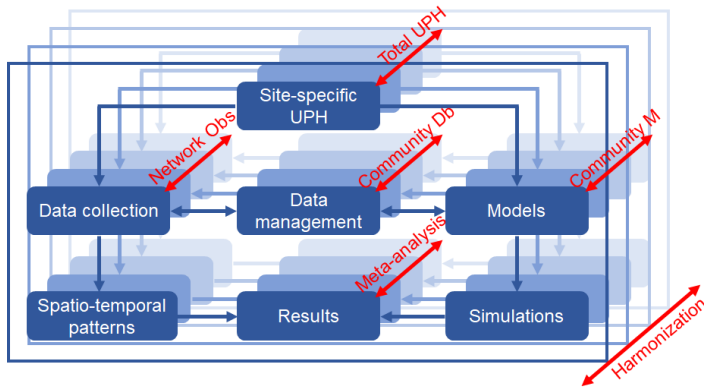 Total UPH
Site-specific
UPH
Network Obs
Community Db
Community M
Data collection
Data
management
Models
Meta-analysis
Spatio-temporal
patterns
Results
Simulations
Harmonization